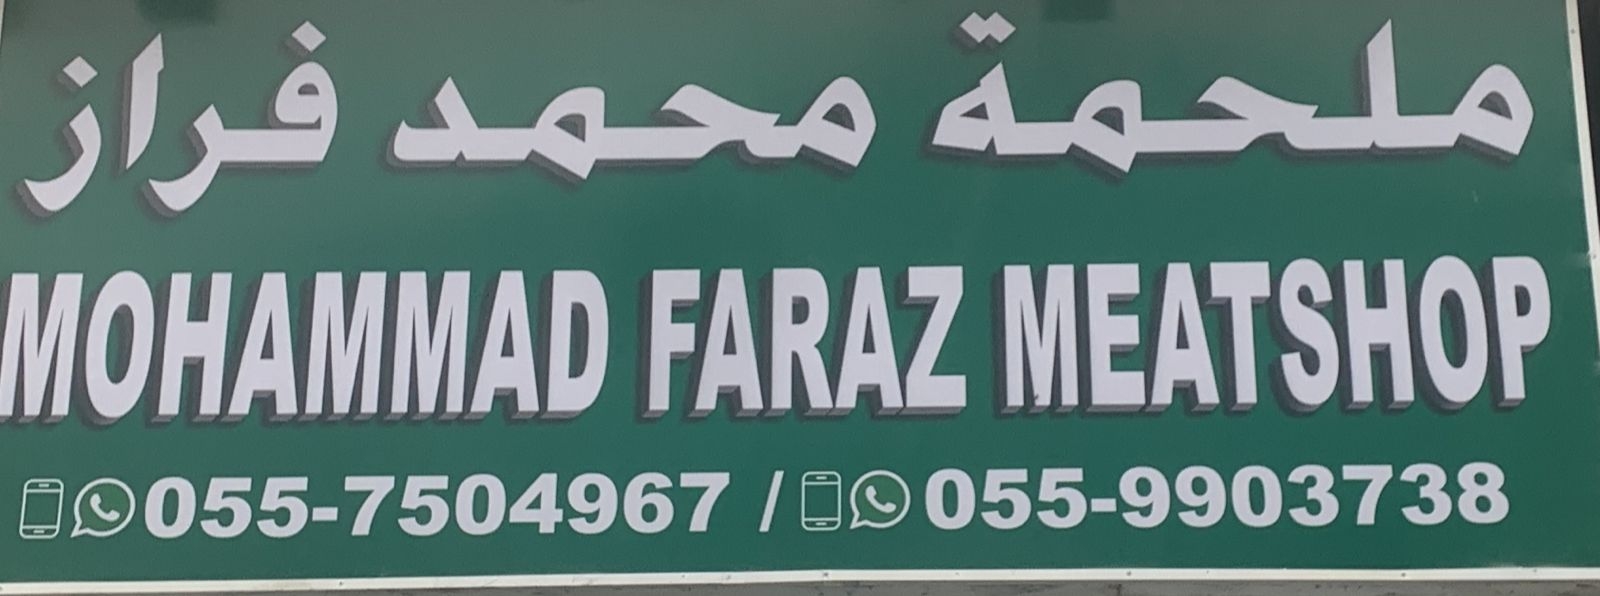 ملحمة محمد فراز
MOHAMMAD FARAZ MEATSHOP
055-7504967 / 055-9903738